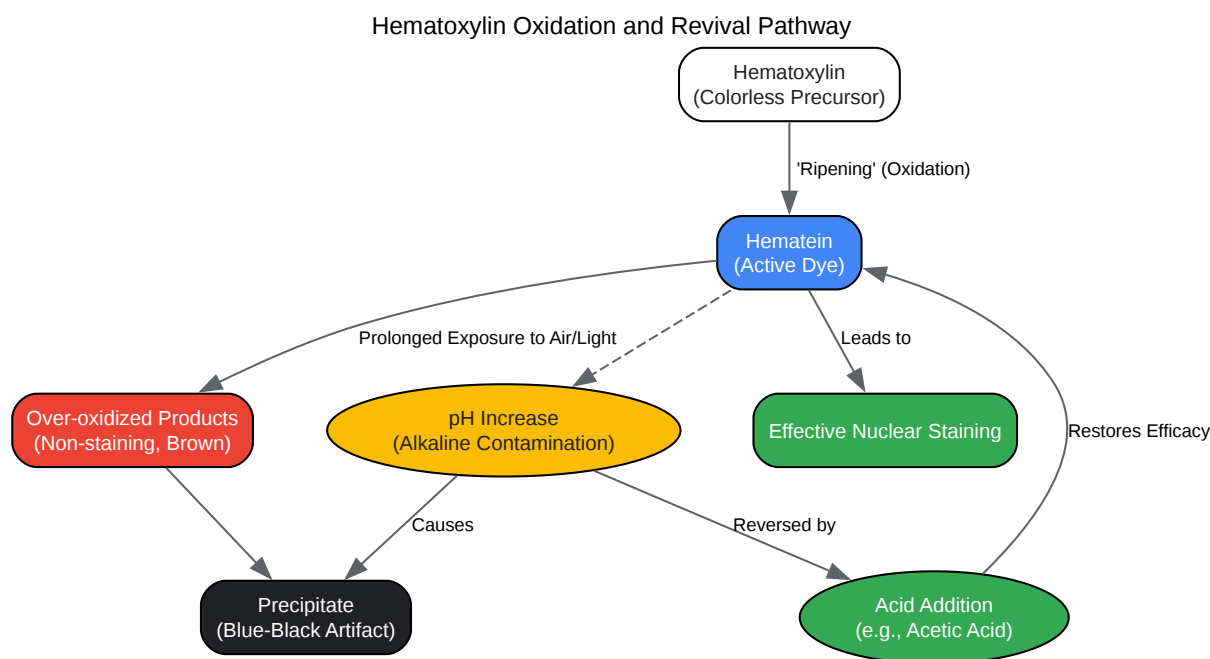 Hematoxylin Oxidation and Revival Pathway
Hematoxylin
(Colorless Precursor)
'Ripening' (Oxidation)
Hematein
(Active Dye)
Prolonged Exposure to Air/Light
Leads to
Over-oxidized Products
(Non-staining, Brown)
pH Increase
(Alkaline Contamination)
Effective Nuclear Staining
Restores Efficacy
Causes
Reversed by
Precipitate
(Blue-Black Artifact)
Acid Addition
(e.g., Acetic Acid)